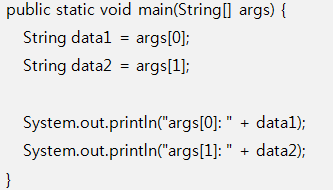 public static void main(String[] args) {
    String data1 = args[0];
    String data2 = args[1];

    System.out.println("args[0]: " + data1);
    System.out.println("args[1]: " + data2);
}